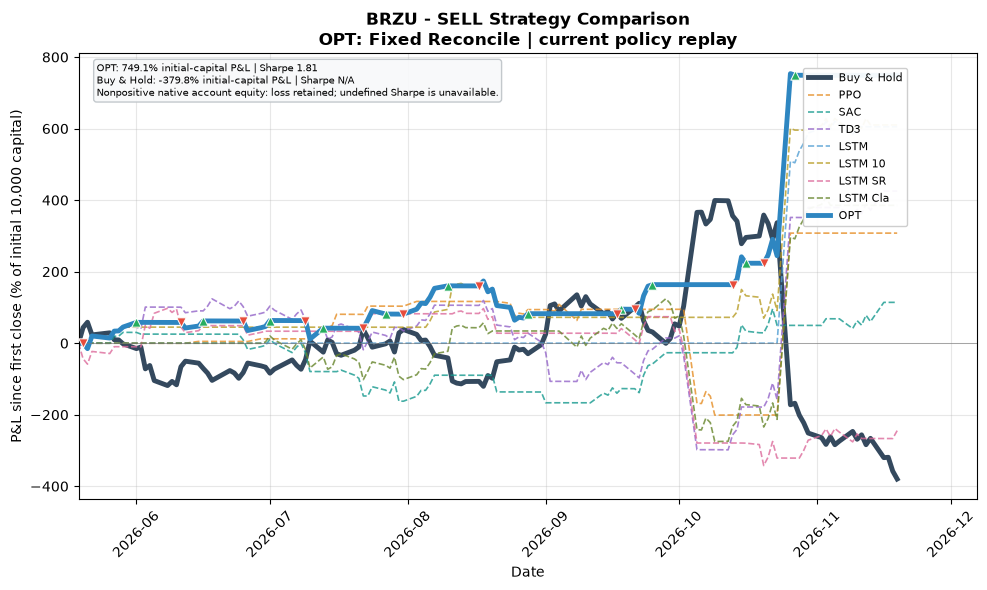 BRZU - SELL Strategy Comparison
OPT: Fixed Reconcile | current policy replay
OPT: 749.1% initial-capital P&L | Sharpe 1.81
Buy & Hold: -379.8% initial-capital P&L | Sharpe N/A
Nonpositive native account equity: loss retained; undefined Sharpe is unavailable.
Buy & Hold
PPO
SAC
TD3
LSTM
LSTM 10
LSTM SR
LSTM Cla
OPT
P&L since first close (% of initial 10,000 capital)
800
600
400
200
0
−200
−400
2026-06
2026-07
2026-08
2026-09
2026-10
2026-11
2026-12
Date